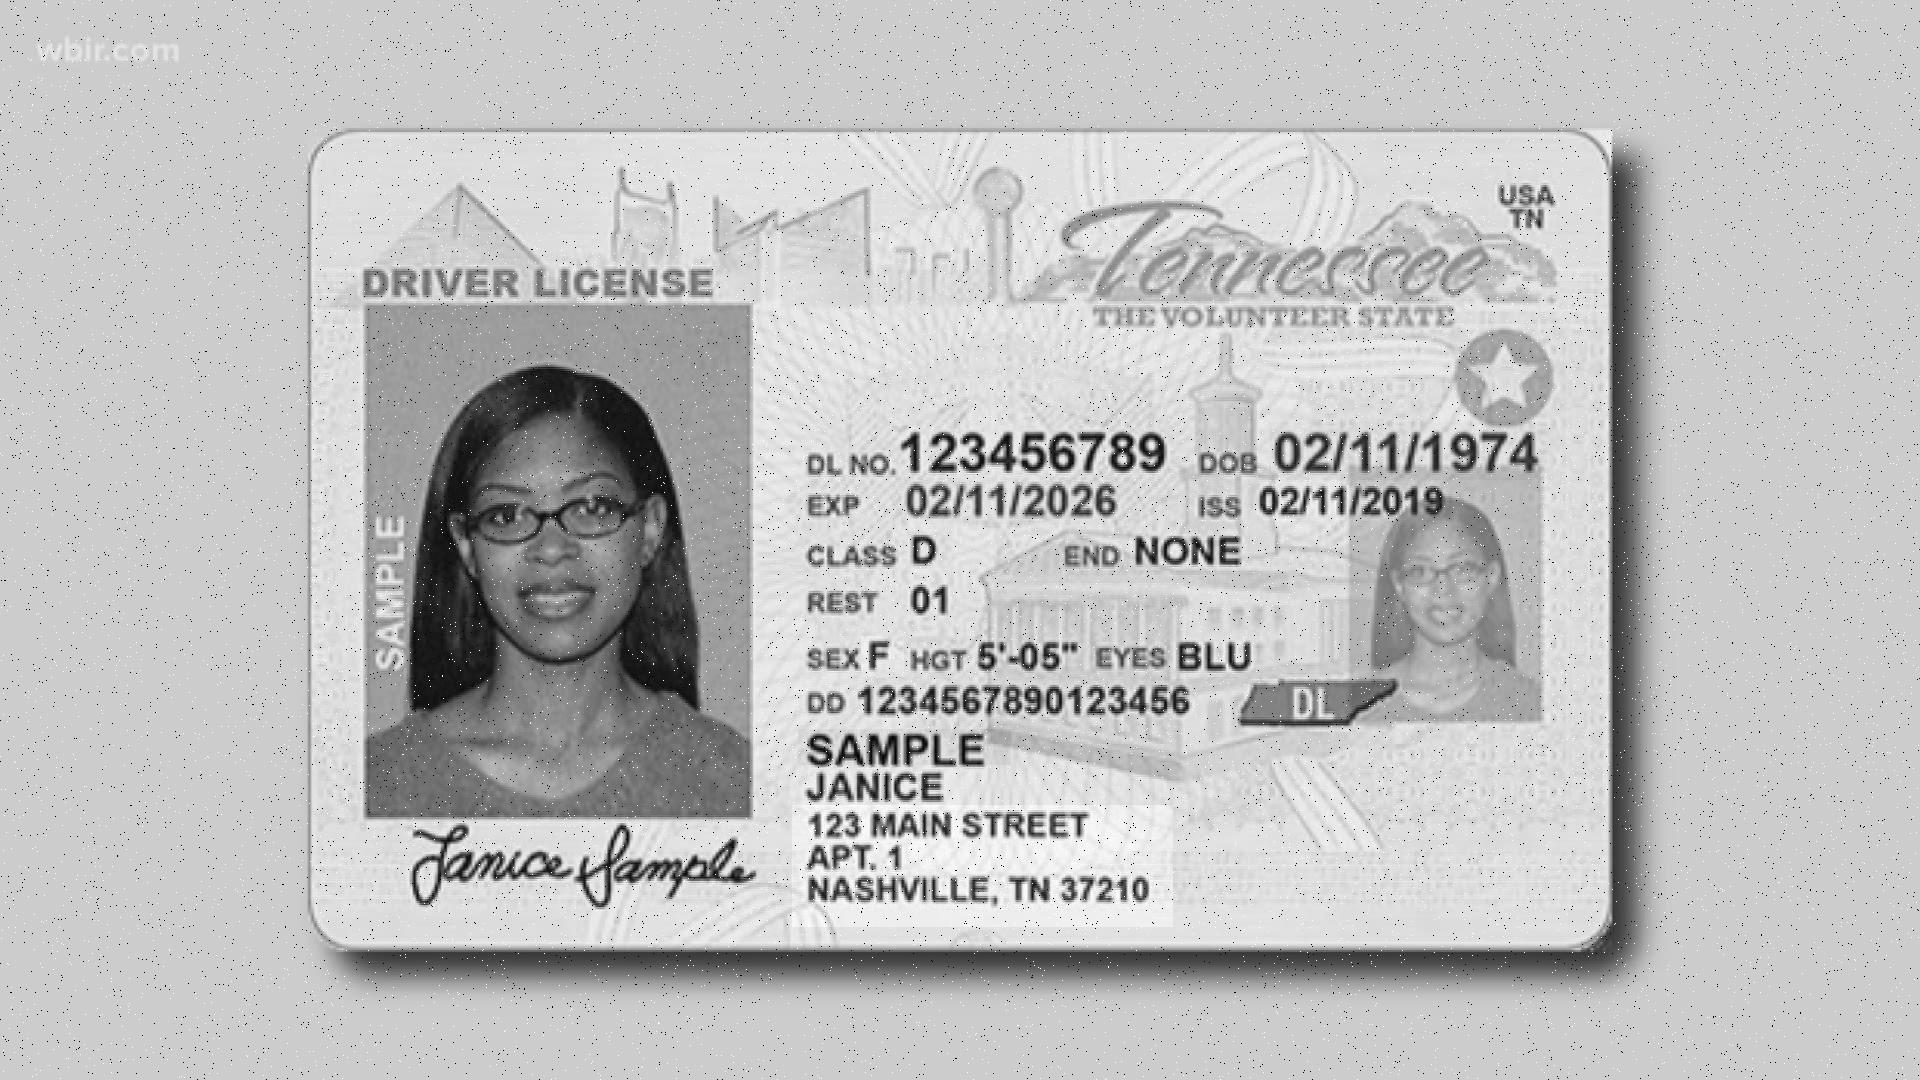 wbir.com
USA
TN
Tennessee
THE VOLUNTEER STATE
DRIVER LICENSE
SAMPLE
DL NO. 123456789 DOB 02/11/1974
EXP 02/11/2026 ISS 02/11/2019
CLASS D END NONE
REST 01
SEX F HGT 5'-05" EYES BLU
DD 1234567890123456
DL
SAMPLE
JANICE
123 MAIN STREET
APT. 1
NASHVILLE, TN 37210
Janice Sample